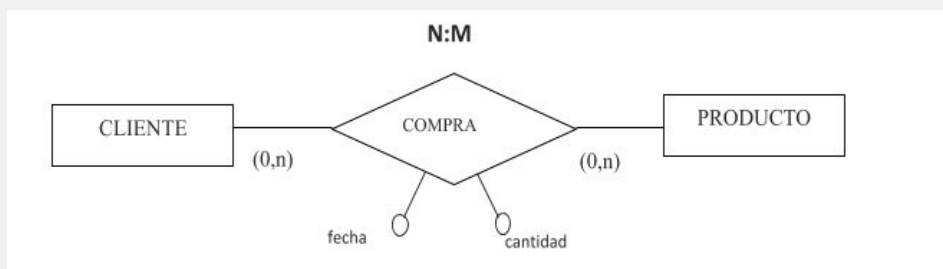 N:M
CLIENTE
COMPRA
PRODUCTO
(0,n)
(0,n)
fecha
cantidad